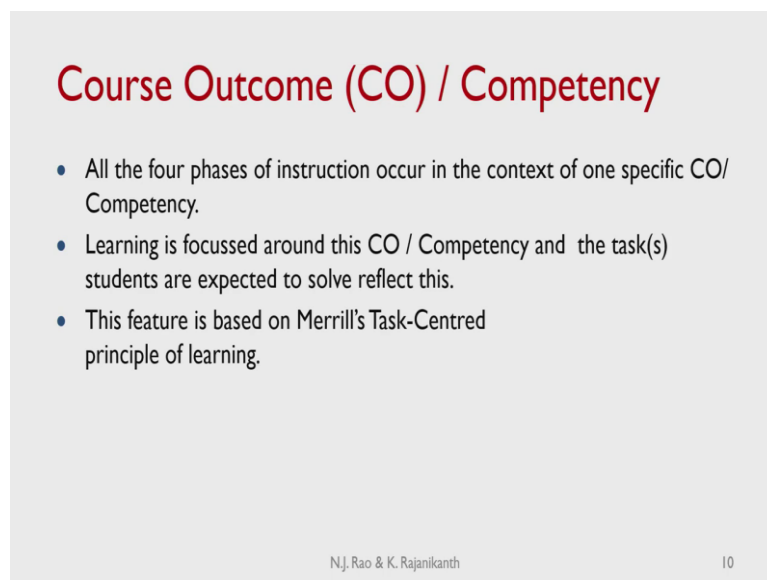 Course Outcome (CO) / Competency
• All the four phases of instruction occur in the context of one specific CO/
Competency.
• Learning is focussed around this CO / Competency and the task(s)
students are expected to solve reflect this.
• This feature is based on Merrill's Task-Centred
principle of learning.
N.J. Rao & K. Rajanikanth
10